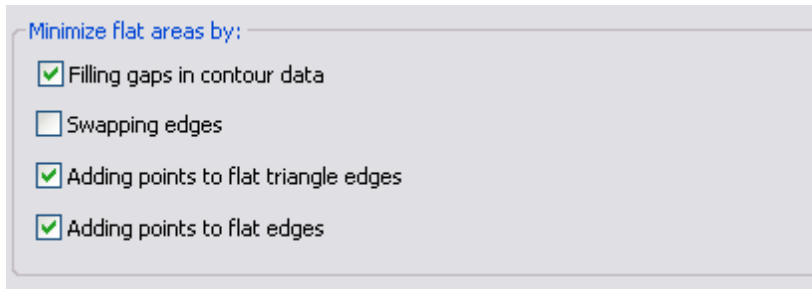 Minimize flat areas by:
Filling gaps in contour data
Swapping edges
Adding points to flat triangle edges
Adding points to flat edges